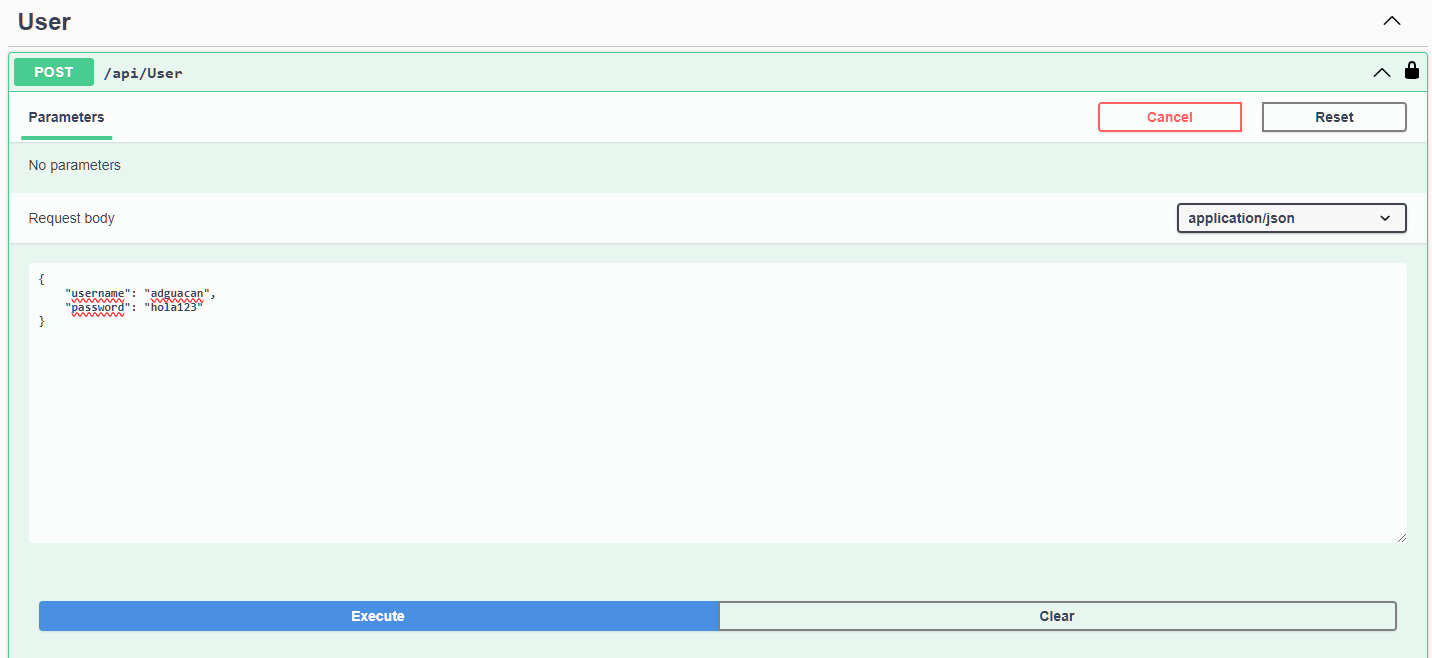 User
POST /api/User
Parameters Cancel Reset
No parameters
Request body application/json
{
    "username": "adguacan",
    "password": "hola123"
}
Execute Clear